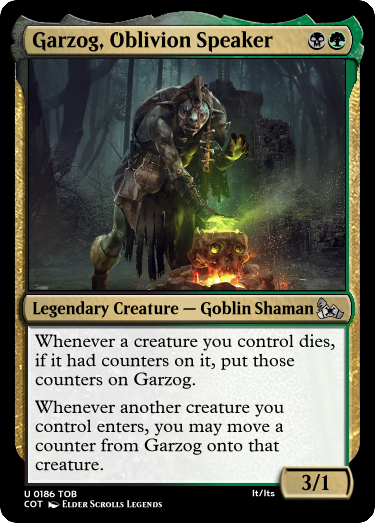 Garzog, Oblivion Speaker
Legendary Creature — Goblin Shaman
Whenever a creature you control dies,
if it had counters on it, put those
counters on Garzog.
Whenever another creature you
control enters, you may move a
counter from Garzog onto that
creature.
3/1
U 0186 TOB
It/Its
COT Elder Scrolls Legends